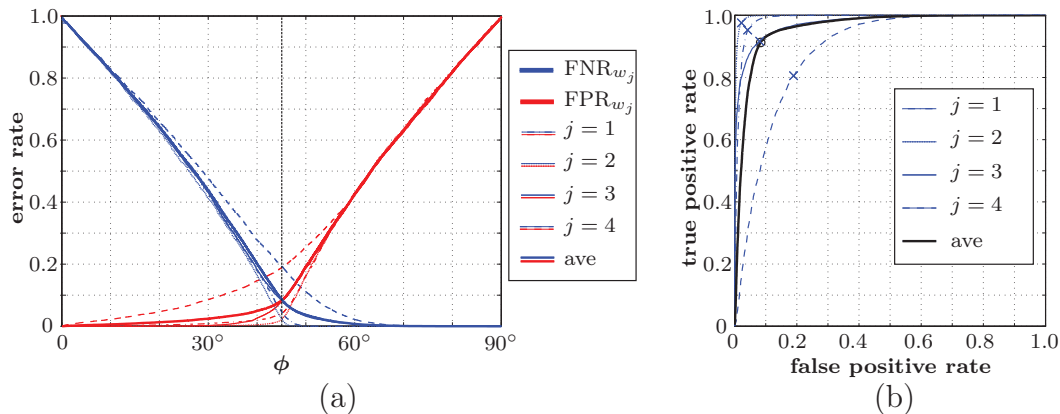 error rate
1.0
0.8
0.6
0.4
0.2
0
0
30°
60°
90°
ϕ
FNR_{w_j}
FPR_{w_j}
j = 1
j = 2
j = 3
j = 4
ave
(a)
true positive rate
1.0
0.8
0.6
0.4
0.2
0
0
0.2
0.4
0.6
0.8
1.0
false positive rate
j = 1
j = 2
j = 3
j = 4
ave
(b)